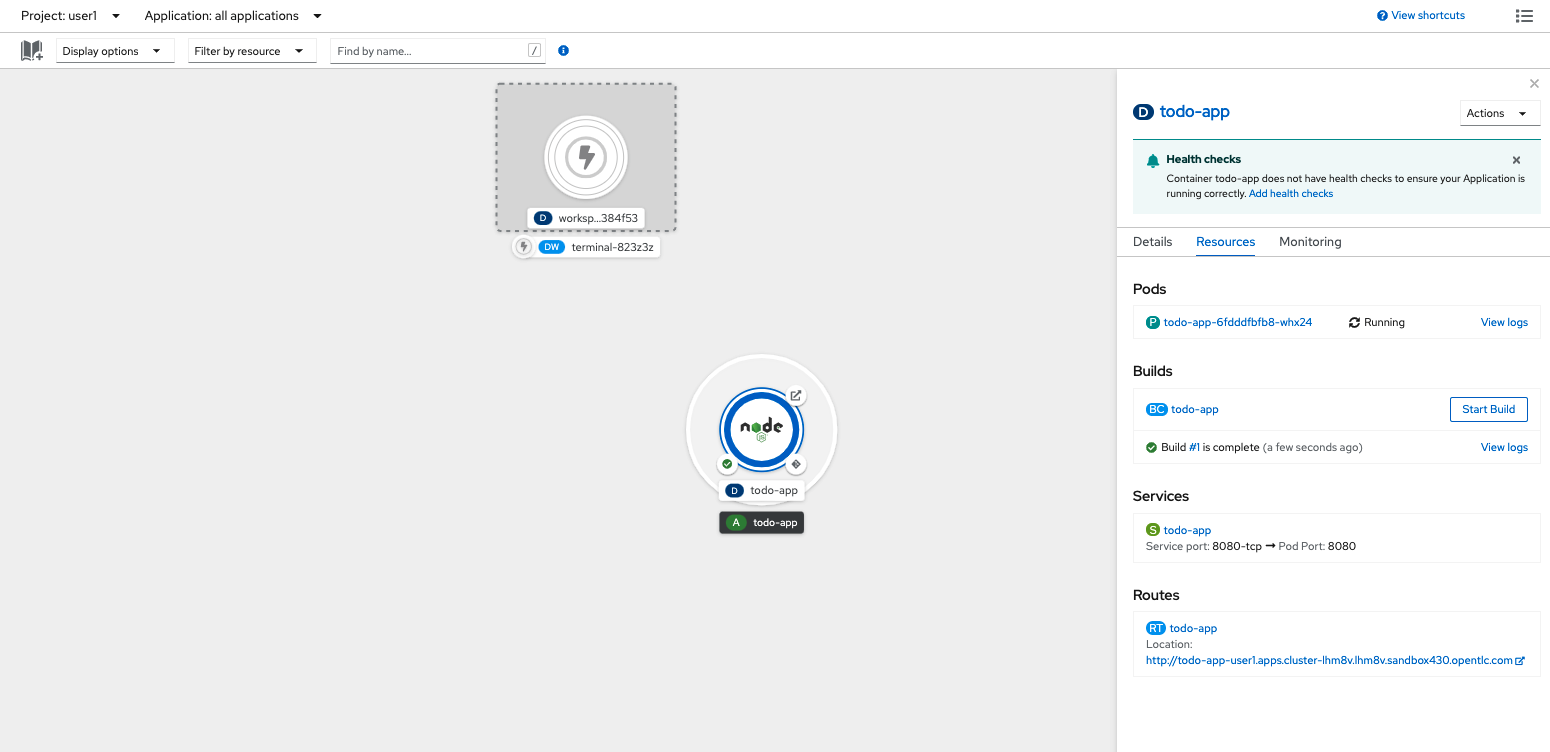 Project: user1
Application: all applications
View shortcuts
Display options
Filter by resource
Find by name...
/
D worksp...384f53
DW terminal-823z3z
node
JS
D todo-app
A todo-app
D todo-app
Actions
Health checks
Container todo-app does not have health checks to ensure your Application is
running correctly. Add health checks
Details Resources Monitoring
Pods
P todo-app-6fdddfbfb8-whx24 Running View logs
Builds
BC todo-app Start Build
Build #1 is complete (a few seconds ago) View logs
Services
S todo-app
Service port: 8080-tcp → Pod Port: 8080
Routes
RT todo-app
Location:
http://todo-app-user1.apps.cluster-lhm8v.lhm8v.sandbox430.opentlc.com